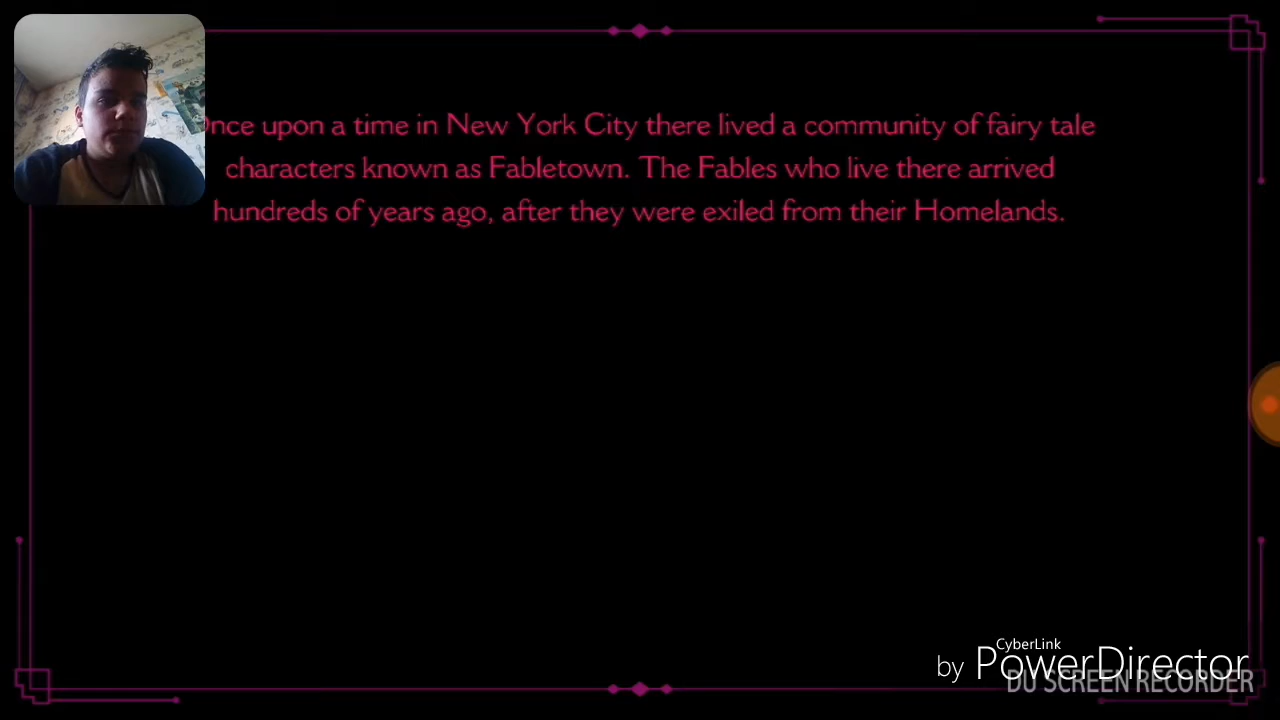 Once upon a time in New York City there lived a community of fairy tale
characters known as Fabletown. The Fables who live there arrived
hundreds of years ago, after they were exiled from their Homelands.
CyberLink
by PowerDirector
DU SCREEN RECORDER